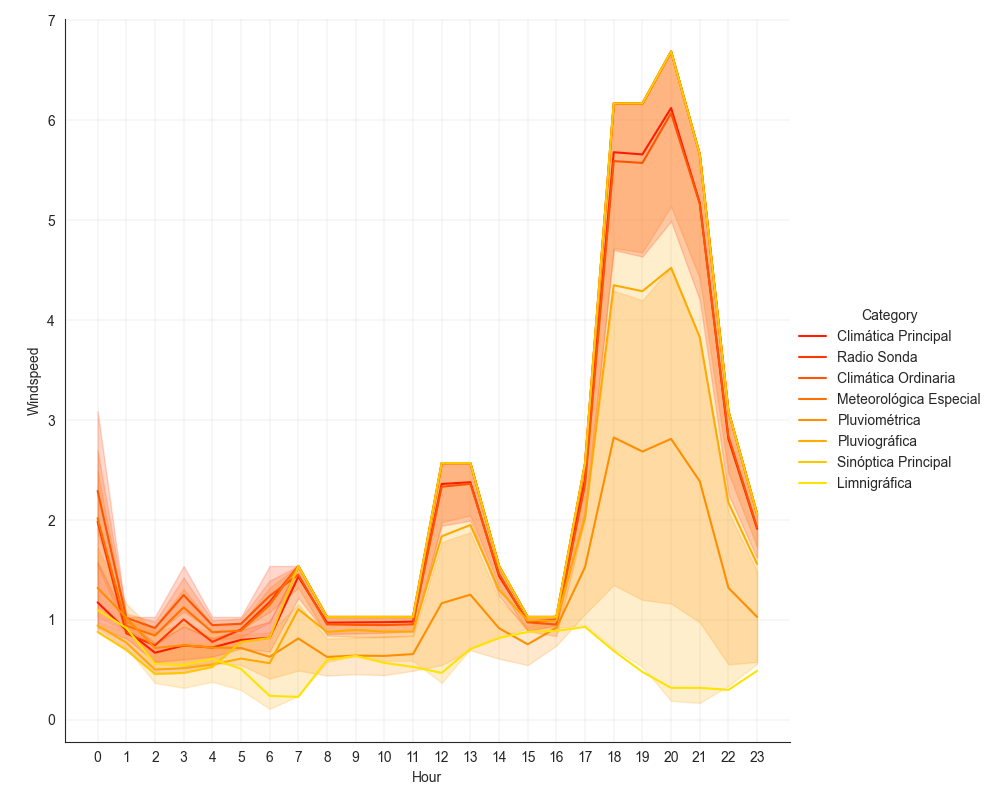 7
6
5
4
3
2
1
0
Windspeed
0 1 2 3 4 5 6 7 8 9 10 11 12 13 14 15 16 17 18 19 20 21 22 23
Hour
Category
Climática Principal
Radio Sonda
Climática Ordinaria
Meteorológica Especial
Pluviométrica
Pluviográfica
Sinóptica Principal
Limnigráfica